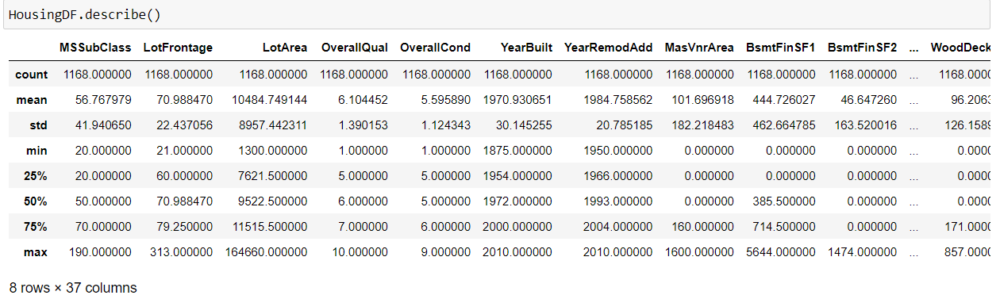 HousingDF.describe()
MSSubClass LotFrontage LotArea OverallQual OverallCond YearBuilt YearRemodAdd MasVnrArea BsmtFinSF1 BsmtFinSF2 ... WoodDeck
count 1168.000000 1168.000000 1168.000000 1168.000000 1168.000000 1168.000000 1168.000000 1168.000000 1168.000000 1168.000000 ... 1168.000
mean 56.767979 70.988470 10484.749144 6.104452 5.595890 1970.930651 1984.758562 101.696918 444.726027 46.647260 ... 96.206
std 41.940650 22.437056 8957.442311 1.390153 1.124343 30.145255 20.785185 182.218483 462.664785 163.520016 ... 126.158
min 20.000000 21.000000 1300.000000 1.000000 1.000000 1875.000000 1950.000000 0.000000 0.000000 0.000000 ... 0.000
25% 20.000000 60.000000 7621.500000 5.000000 5.000000 1954.000000 1966.000000 0.000000 0.000000 0.000000 ... 0.000
50% 50.000000 70.988470 9522.500000 6.000000 5.000000 1972.000000 1993.000000 0.000000 385.500000 0.000000 ... 0.000
75% 70.000000 79.250000 11515.500000 7.000000 6.000000 2000.000000 2004.000000 160.000000 714.500000 0.000000 ... 171.000
max 190.000000 313.000000 164660.000000 10.000000 9.000000 2010.000000 2010.000000 1600.000000 5644.000000 1474.000000 ... 857.000
8 rows × 37 columns